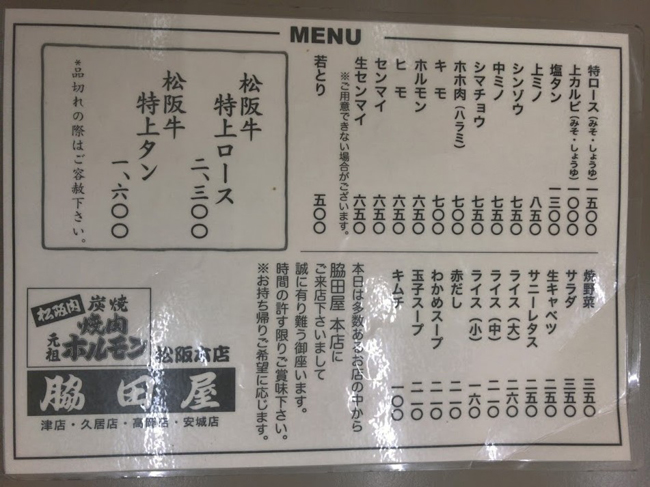 MENU
特ロース（みそ・しょうゆ）一五〇〇
上カルビ（みそ・しょうゆ）一〇〇〇
塩タン 一三〇〇
上ミノ 八五〇
シンゾウ 七五〇
中ミノ 七五〇
シマチョウ 七五〇
ホホ肉（ハラミ）七〇〇
キモ 七〇〇
ホルモン 六五〇
ヒモ 六五〇
センマイ 六五〇
生センマイ 六五〇
※ご用意できない場合がございます。
若とり 五〇〇
松阪牛
特上ロース
二、三〇〇
松阪牛
特上タン
一、六〇〇
*品切れの際はご容赦下さい。
焼野菜 三五〇
サラダ 三五〇
生キャベツ 二五〇
サニーレタス 二五〇
ライス（大）二六〇
ライス（中）二一〇
ライス（小）一六〇
赤だし 二一〇
わかめスープ 二一〇
玉子スープ 二一〇
キムチ 一〇〇
本日は多数あるお店の中から
脇田屋 本店に
ご来店下さいまして
誠に有り難う御座います。
時間の許す限りご賞味下さい。
※お持ち帰りご希望に応じます。
松阪肉 炭焼
焼肉
元祖 ホルモン
松阪本店
脇田屋
津店・久居店・高師店・安城店